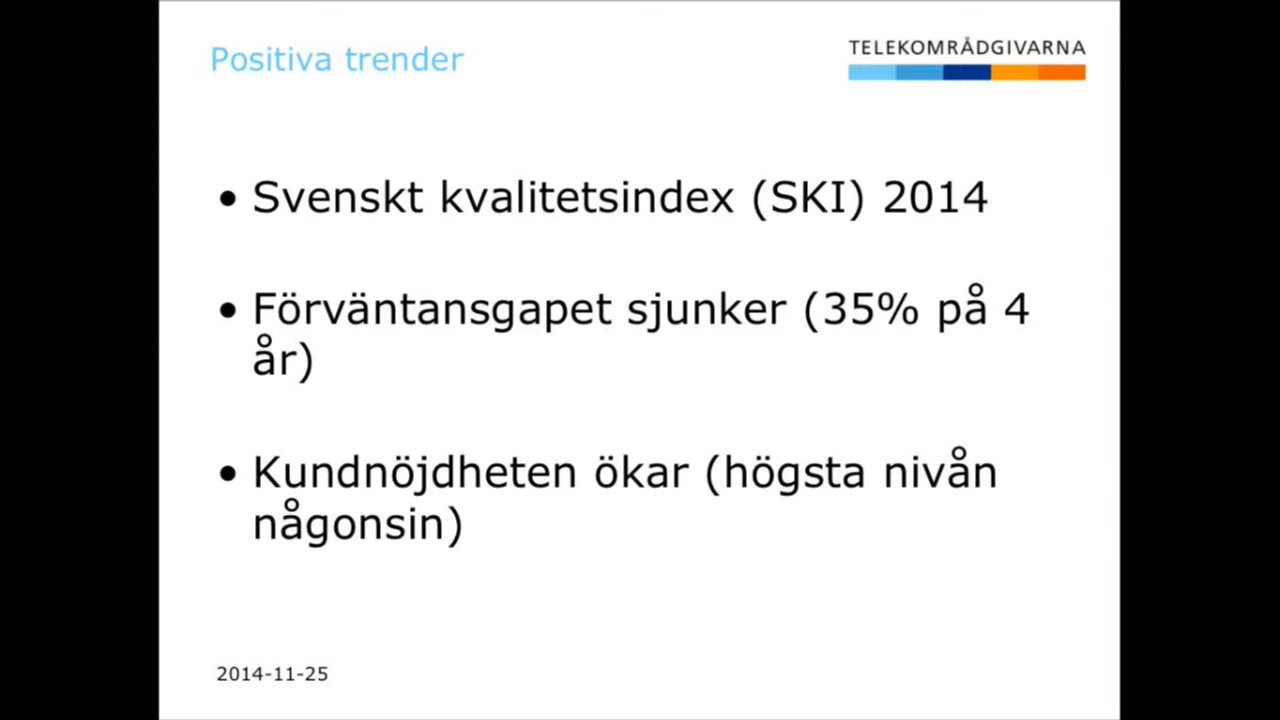 Positiva trender
TELEKOMRÅDGIVARNA
• Svenskt kvalitetsindex (SKI) 2014
• Förväntansgapet sjunker (35% på 4
år)
• Kundnöjdheten ökar (högsta nivån
någonsin)
2014-11-25